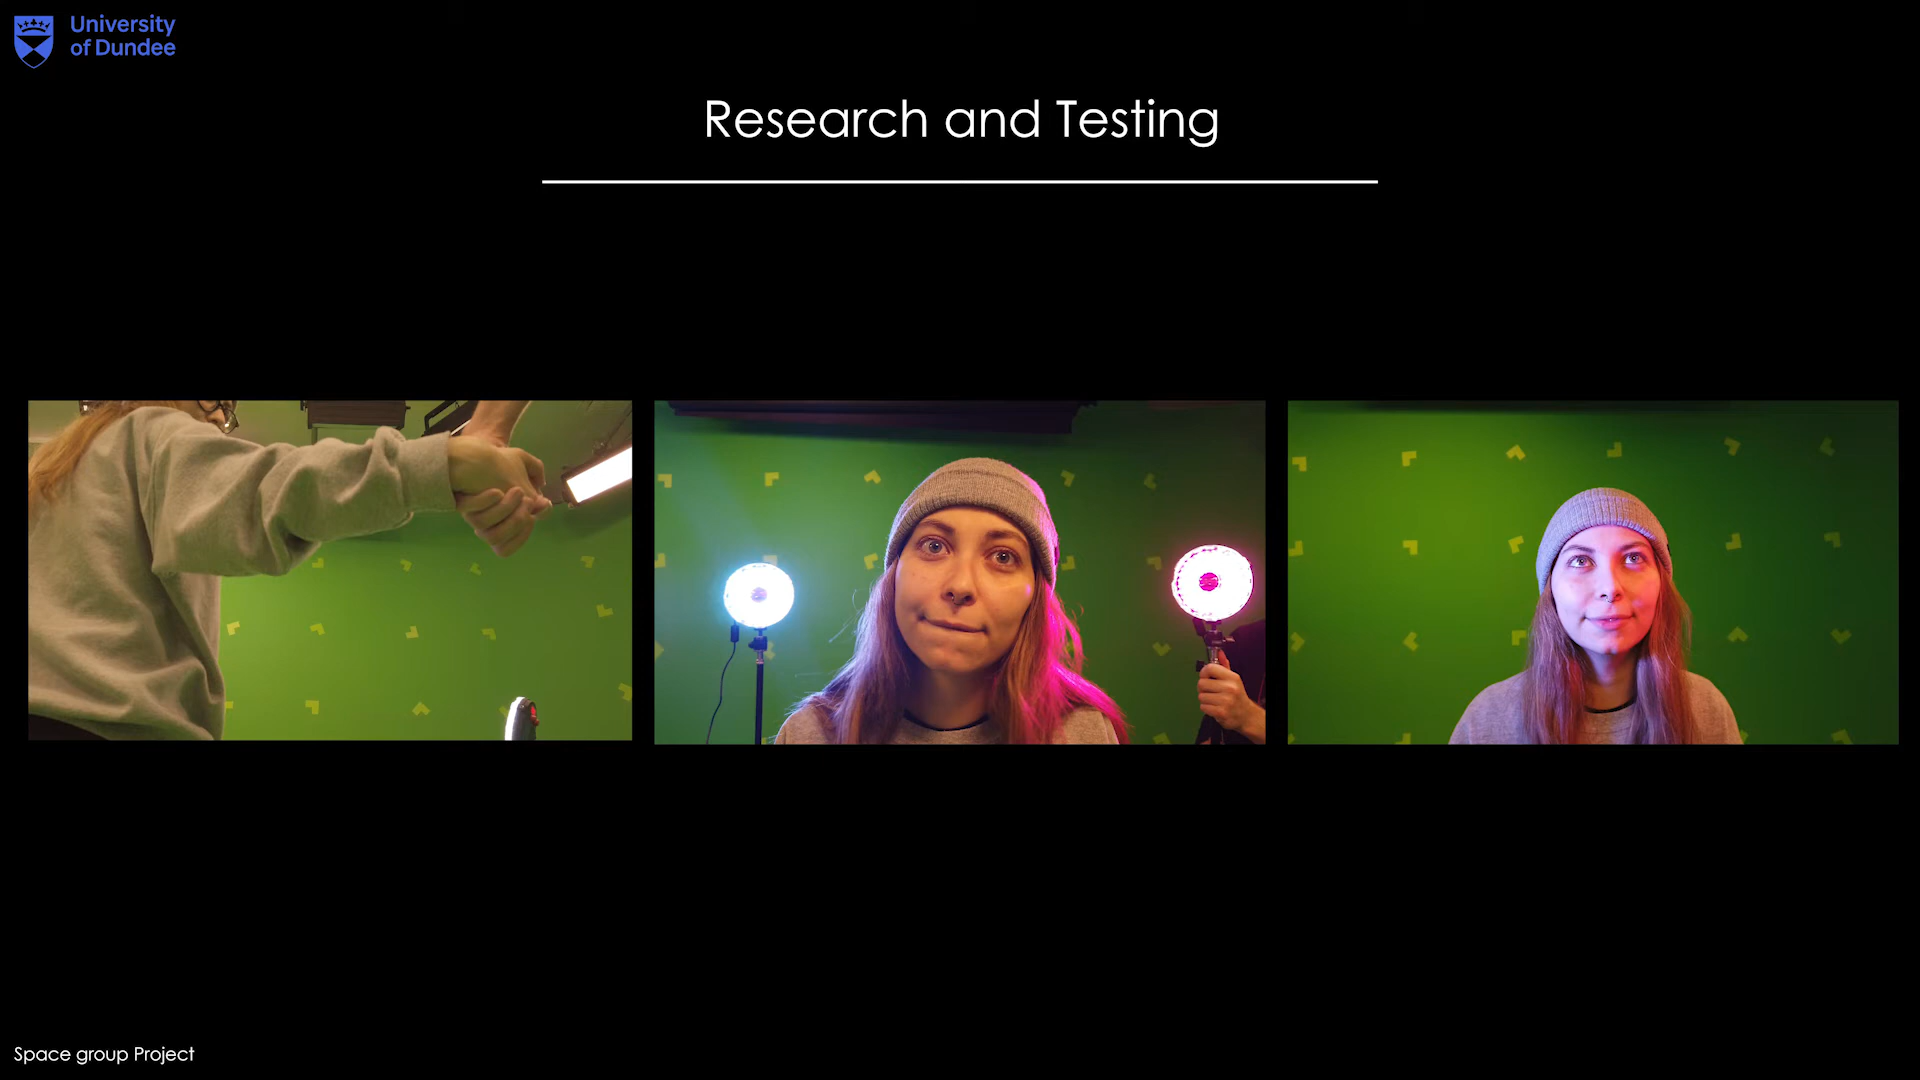 University
of Dundee
Research and Testing
Space group Project